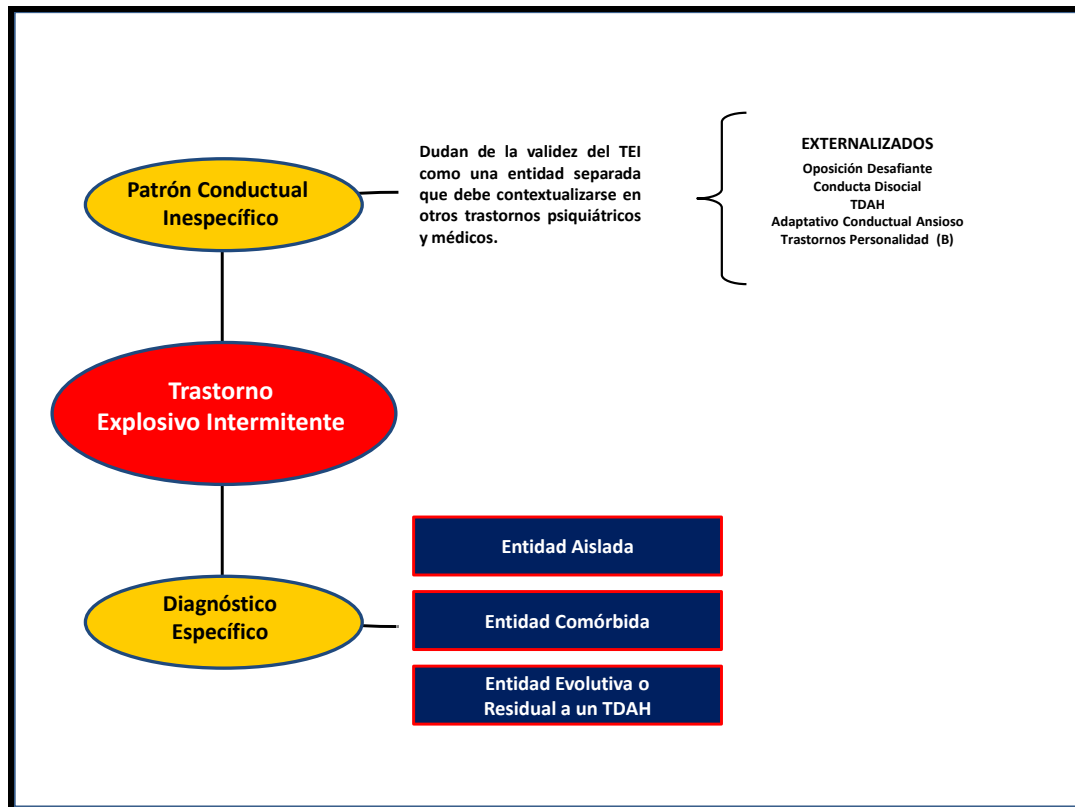 Patrón Conductual
Inespecífico
Dudan de la validez del TEI
como una entidad separada
que debe contextualizarse en
otros trastornos psiquiátricos
y médicos.
EXTERNALIZADOS
Oposición Desafiante
Conducta Disocial
TDAH
Adaptativo Conductual Ansioso
Trastornos Personalidad (B)
Trastorno
Explosivo Intermitente
Diagnóstico
Específico
Entidad Aislada
Entidad Comórbida
Entidad Evolutiva o
Residual a un TDAH